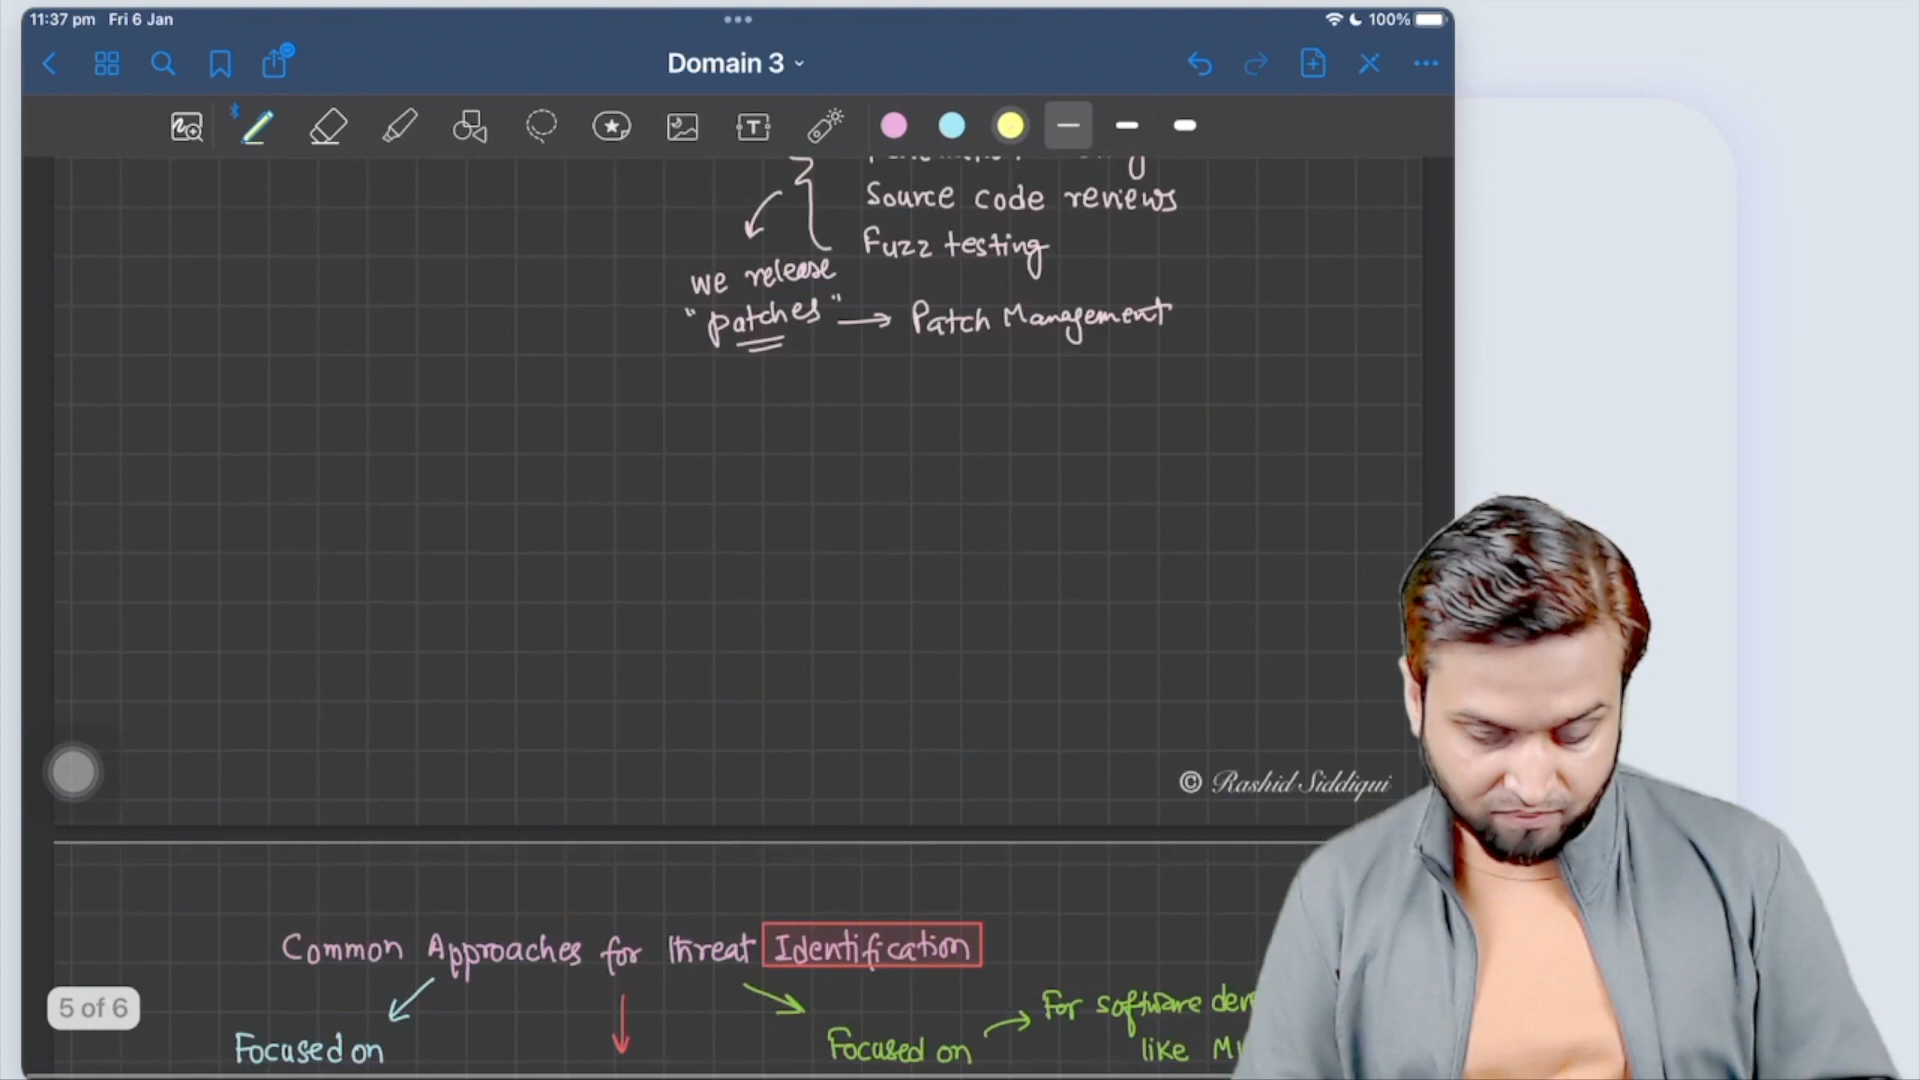 11:37 pm Fri 6 Jan
100%
Domain 3
T
Source code reviews
Fuzz testing
we release
"patches" → Patch Management
© Rashid Siddiqui
Common Approaches for threat Identification
5 of 6
For software
Focused on
Focused on
like